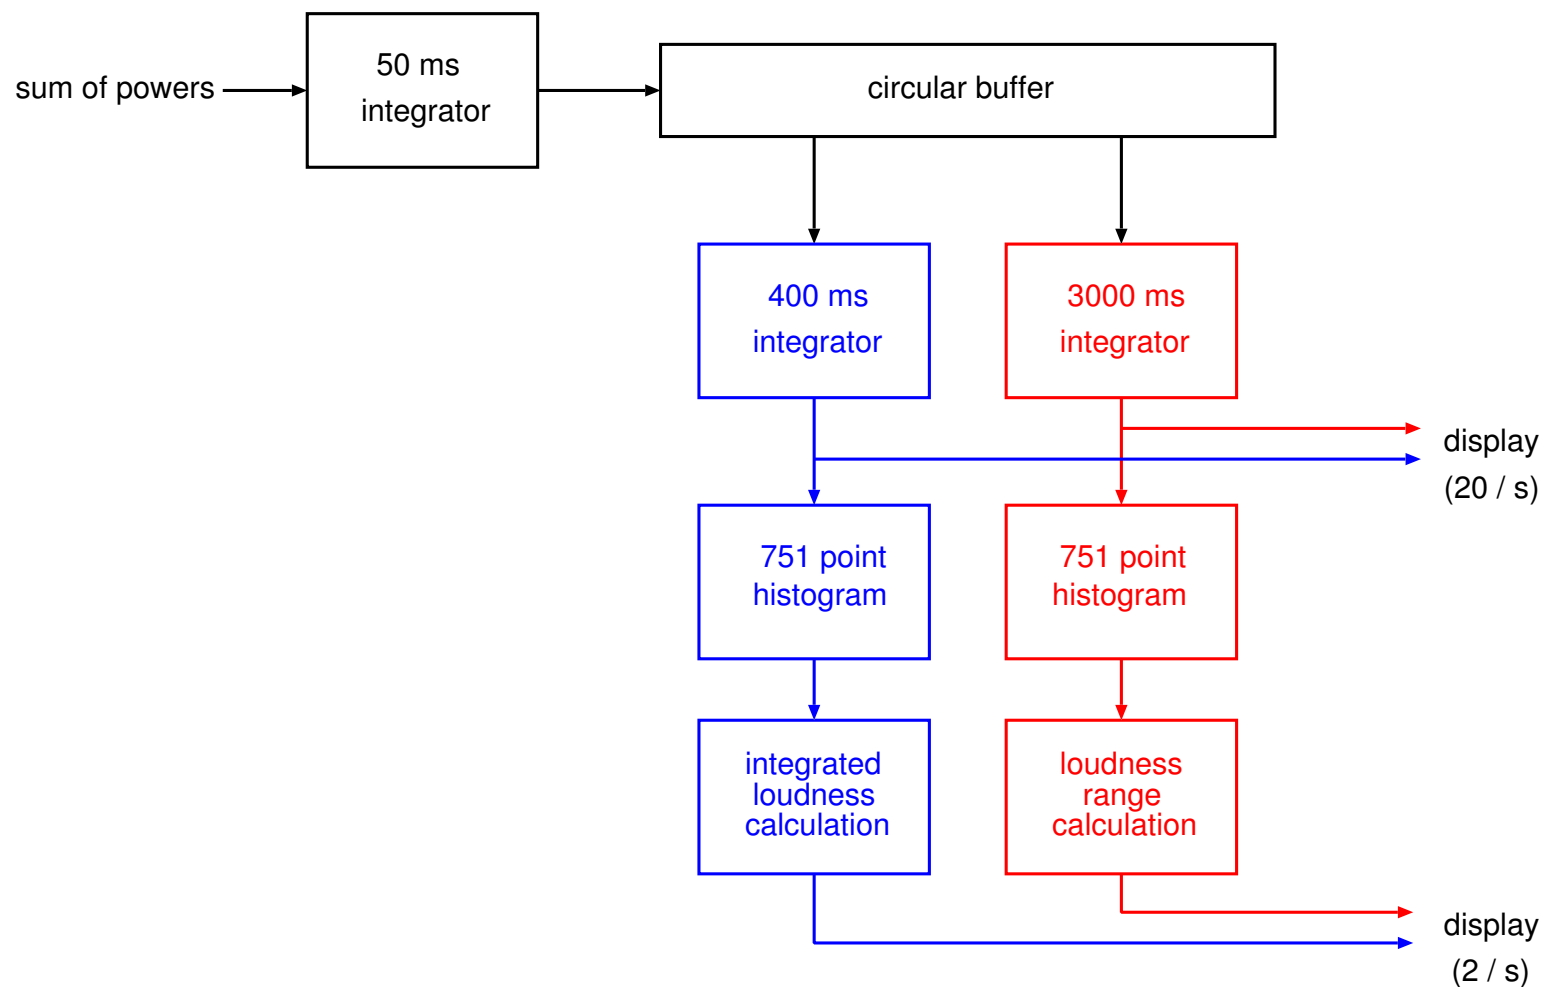 sum of powers
50 ms
integrator
circular buffer
400 ms
integrator
3000 ms
integrator
display
(20 / s)
751 point
histogram
751 point
histogram
integrated
loudness
calculation
loudness
range
calculation
display
(2 / s)